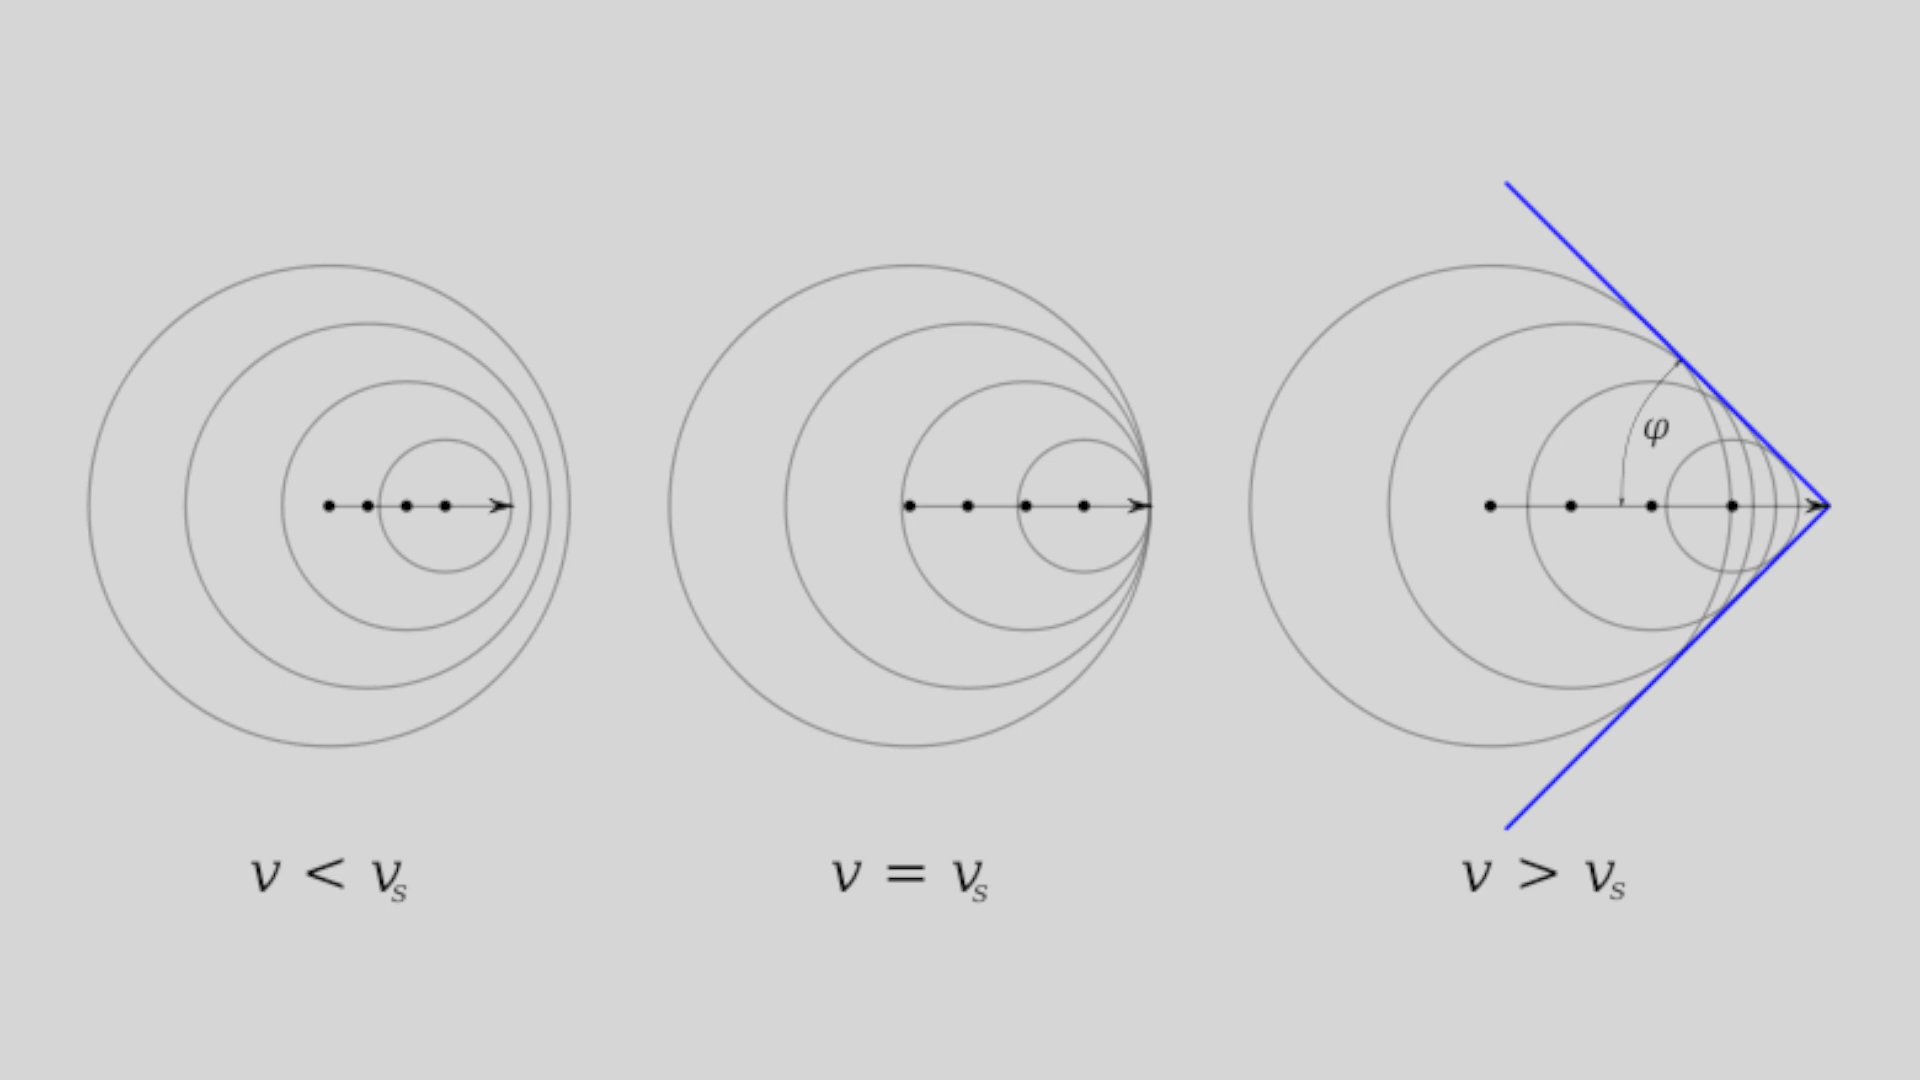 φ
v < vs
v = vs
v > vs